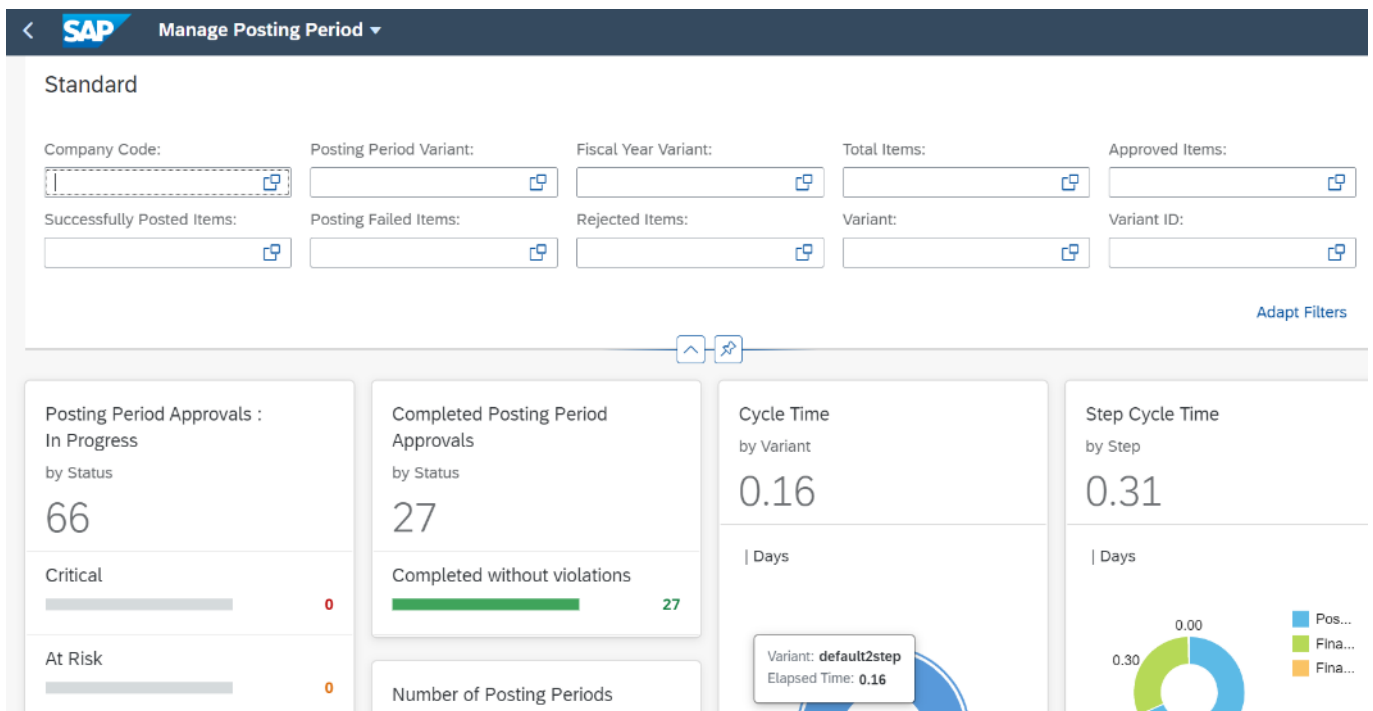 SAP Manage Posting Period
Standard
Company Code: Posting Period Variant: Fiscal Year Variant: Total Items: Approved Items:
Successfully Posted Items: Posting Failed Items: Rejected Items: Variant: Variant ID:
Adapt Filters
Posting Period Approvals :
In Progress
by Status
66
Critical
0
At Risk
0
Completed Posting Period
Approvals
by Status
27
Completed without violations
27
Number of Posting Periods
Cycle Time
by Variant
0.16
| Days
Variant: default2step
Elapsed Time: 0.16
Step Cycle Time
by Step
0.31
| Days
0.00
0.30
Pos...
Fina...
Fina...